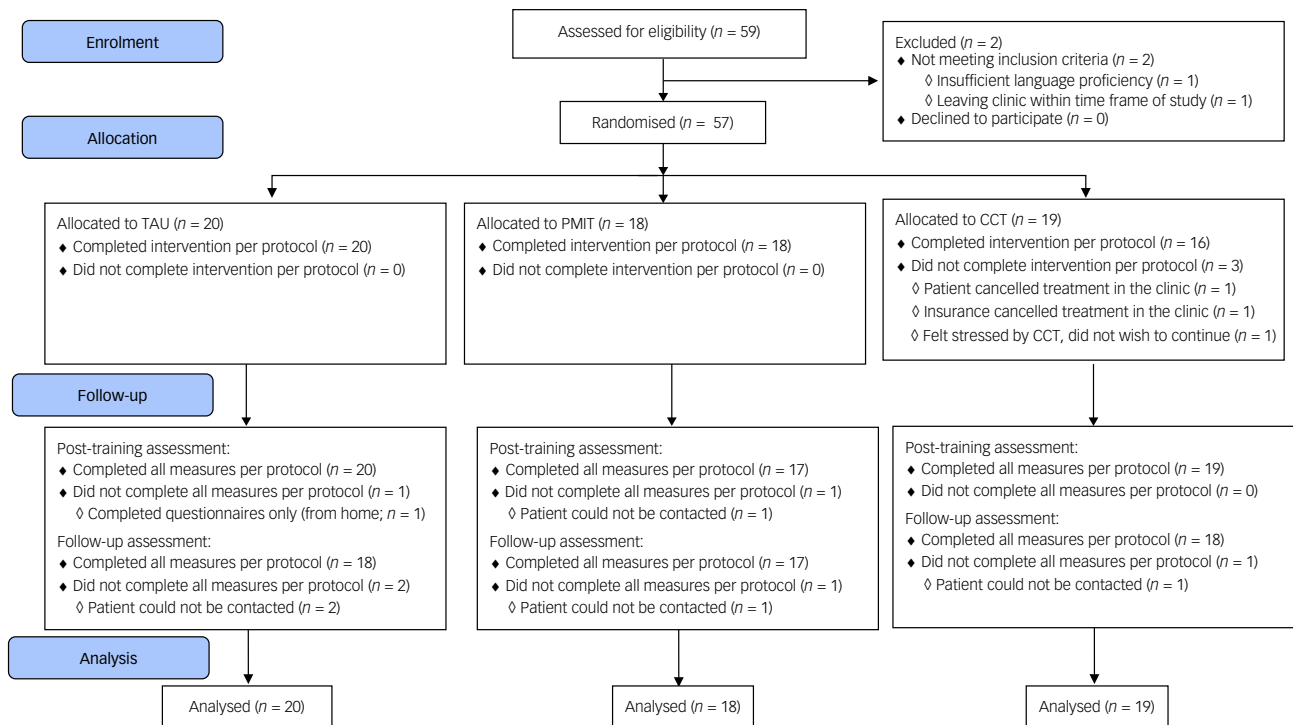 Enrolment
Assessed for eligibility (n = 59)
Excluded (n = 2)
♦ Not meeting inclusion criteria (n = 2)
◊ Insufficient language proficiency (n = 1)
◊ Leaving clinic within time frame of study (n = 1)
♦ Declined to participate (n = 0)
Randomised (n = 57)
Allocation
Allocated to TAU (n = 20)
♦ Completed intervention per protocol (n = 20)
♦ Did not complete intervention per protocol (n = 0)
Allocated to PMIT (n = 18)
♦ Completed intervention per protocol (n = 18)
♦ Did not complete intervention per protocol (n = 0)
Allocated to CCT (n = 19)
♦ Completed intervention per protocol (n = 16)
♦ Did not complete intervention per protocol (n = 3)
◊ Patient cancelled treatment in the clinic (n = 1)
◊ Insurance cancelled treatment in the clinic (n = 1)
◊ Felt stressed by CCT, did not wish to continue (n = 1)
Follow-up
Post-training assessment:
♦ Completed all measures per protocol (n = 20)
♦ Did not complete all measures per protocol (n = 1)
◊ Completed questionnaires only (from home; n = 1)
Follow-up assessment:
♦ Completed all measures per protocol (n = 18)
♦ Did not complete all measures per protocol (n = 2)
◊ Patient could not be contacted (n = 2)
Post-training assessment:
♦ Completed all measures per protocol (n = 17)
♦ Did not complete all measures per protocol (n = 1)
◊ Patient could not be contacted (n = 1)
Follow-up assessment:
♦ Completed all measures per protocol (n = 17)
♦ Did not complete all measures per protocol (n = 1)
◊ Patient could not be contacted (n = 1)
Post-training assessment:
♦ Completed all measures per protocol (n = 19)
♦ Did not complete all measures per protocol (n = 0)
Follow-up assessment:
♦ Completed all measures per protocol (n = 18)
♦ Did not complete all measures per protocol (n = 1)
◊ Patient could not be contacted (n = 1)
Analysis
Analysed (n = 20)
Analysed (n = 18)
Analysed (n = 19)